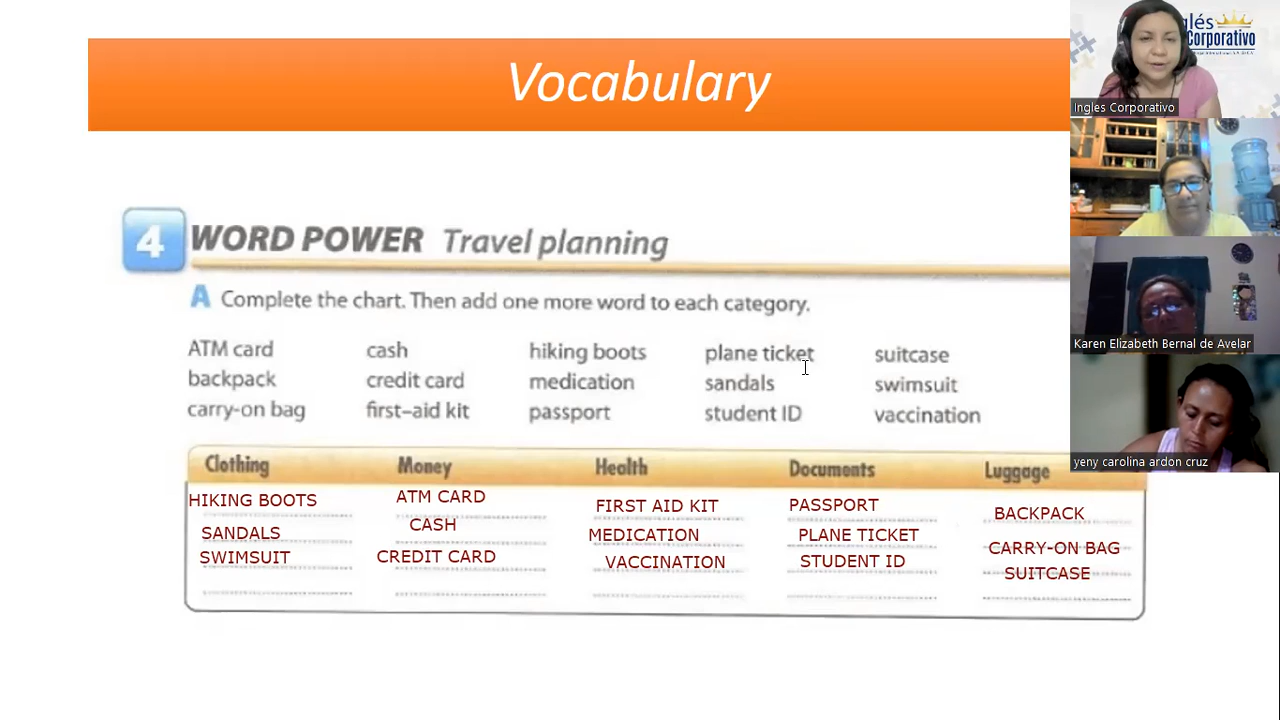 Vocabulary
4 WORD POWER Travel planning
A Complete the chart. Then add one more word to each category.
ATM card cash hiking boots plane ticket suitcase
backpack credit card medication sandals swimsuit
carry-on bag first-aid kit passport student ID vaccination
Clothing Money Health Documents Luggage
HIKING BOOTS ATM CARD FIRST AID KIT PASSPORT BACKPACK
SANDALS CASH MEDICATION PLANE TICKET CARRY-ON BAG
SWIMSUIT CREDIT CARD VACCINATION STUDENT ID SUITCASE
glés
Corporativo
Ingles Corporativo
Karen Elizabeth Bernal de Avelar
yeny carolina ardon cruz